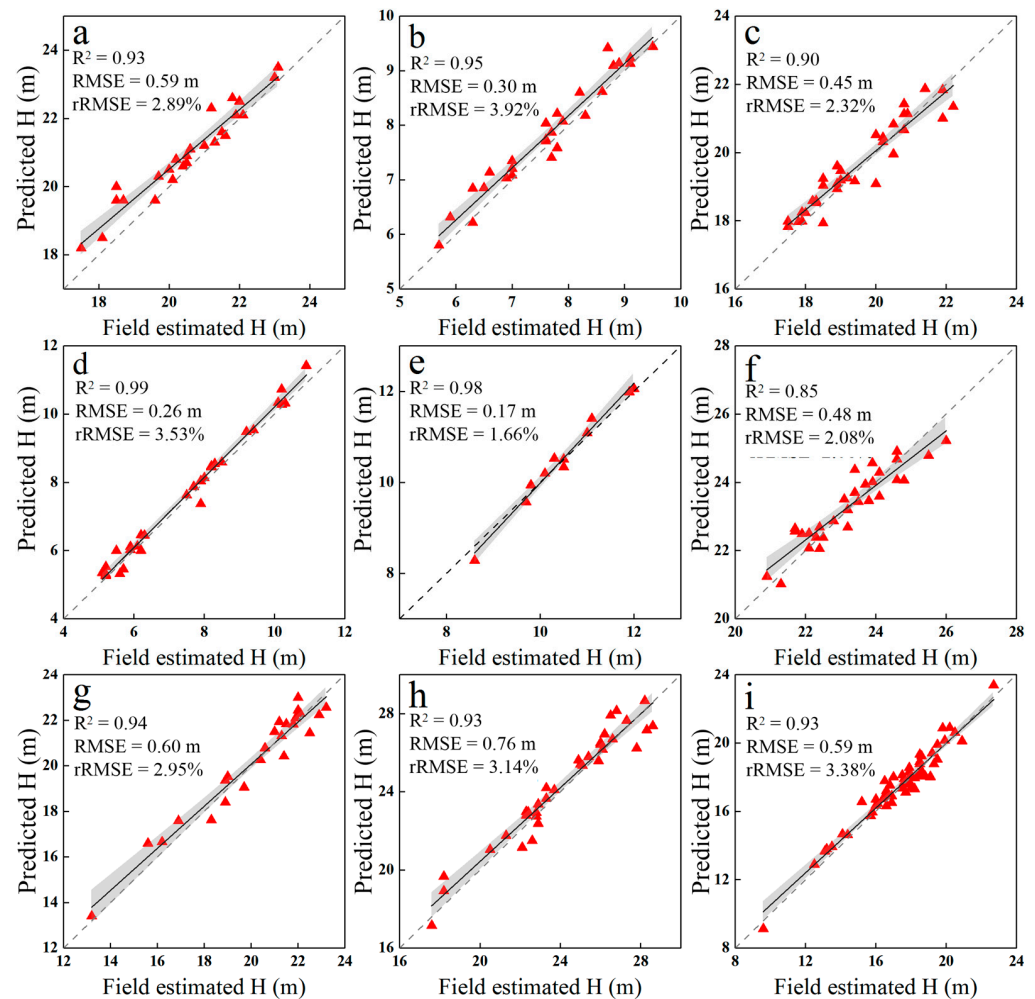 a
R² = 0.93
RMSE = 0.59 m
rRMSE = 2.89%
24
22
20
18
18 20 22 24
Predicted H (m)
Field estimated H (m)
b
R² = 0.95
RMSE = 0.30 m
rRMSE = 3.92%
10
9
8
7
6
5
5 6 7 8 9 10
Predicted H (m)
Field estimated H (m)
c
R² = 0.90
RMSE = 0.45 m
rRMSE = 2.32%
24
22
20
18
16
16 18 20 22 24
Predicted H (m)
Field estimated H (m)
d
R² = 0.99
RMSE = 0.26 m
rRMSE = 3.53%
12
10
8
6
4
4 6 8 10 12
Predicted H (m)
Field estimated H (m)
e
R² = 0.98
RMSE = 0.17 m
rRMSE = 1.66%
12
10
8
8 10 12
Predicted H (m)
Field estimated H (m)
f
R² = 0.85
RMSE = 0.48 m
rRMSE = 2.08%
28
26
24
22
20
20 22 24 26 28
Predicted H (m)
Field estimated H (m)
g
R² = 0.94
RMSE = 0.60 m
rRMSE = 2.95%
24
22
20
18
16
14
12
12 14 16 18 20 22 24
Predicted H (m)
Field estimated H (m)
h
R² = 0.93
RMSE = 0.76 m
rRMSE = 3.14%
28
24
20
16
16 20 24 28
Predicted H (m)
Field estimated H (m)
i
R² = 0.93
RMSE = 0.59 m
rRMSE = 3.38%
24
20
16
12
8
8 12 16 20 24
Predicted H (m)
Field estimated H (m)